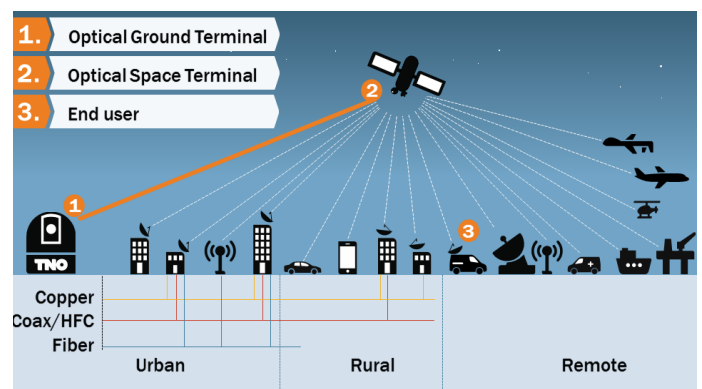 1. Optical Ground Terminal
2. Optical Space Terminal
3. End user
2
1
3
TNO
Copper
Coax/HFC
Fiber
Urban
Rural
Remote